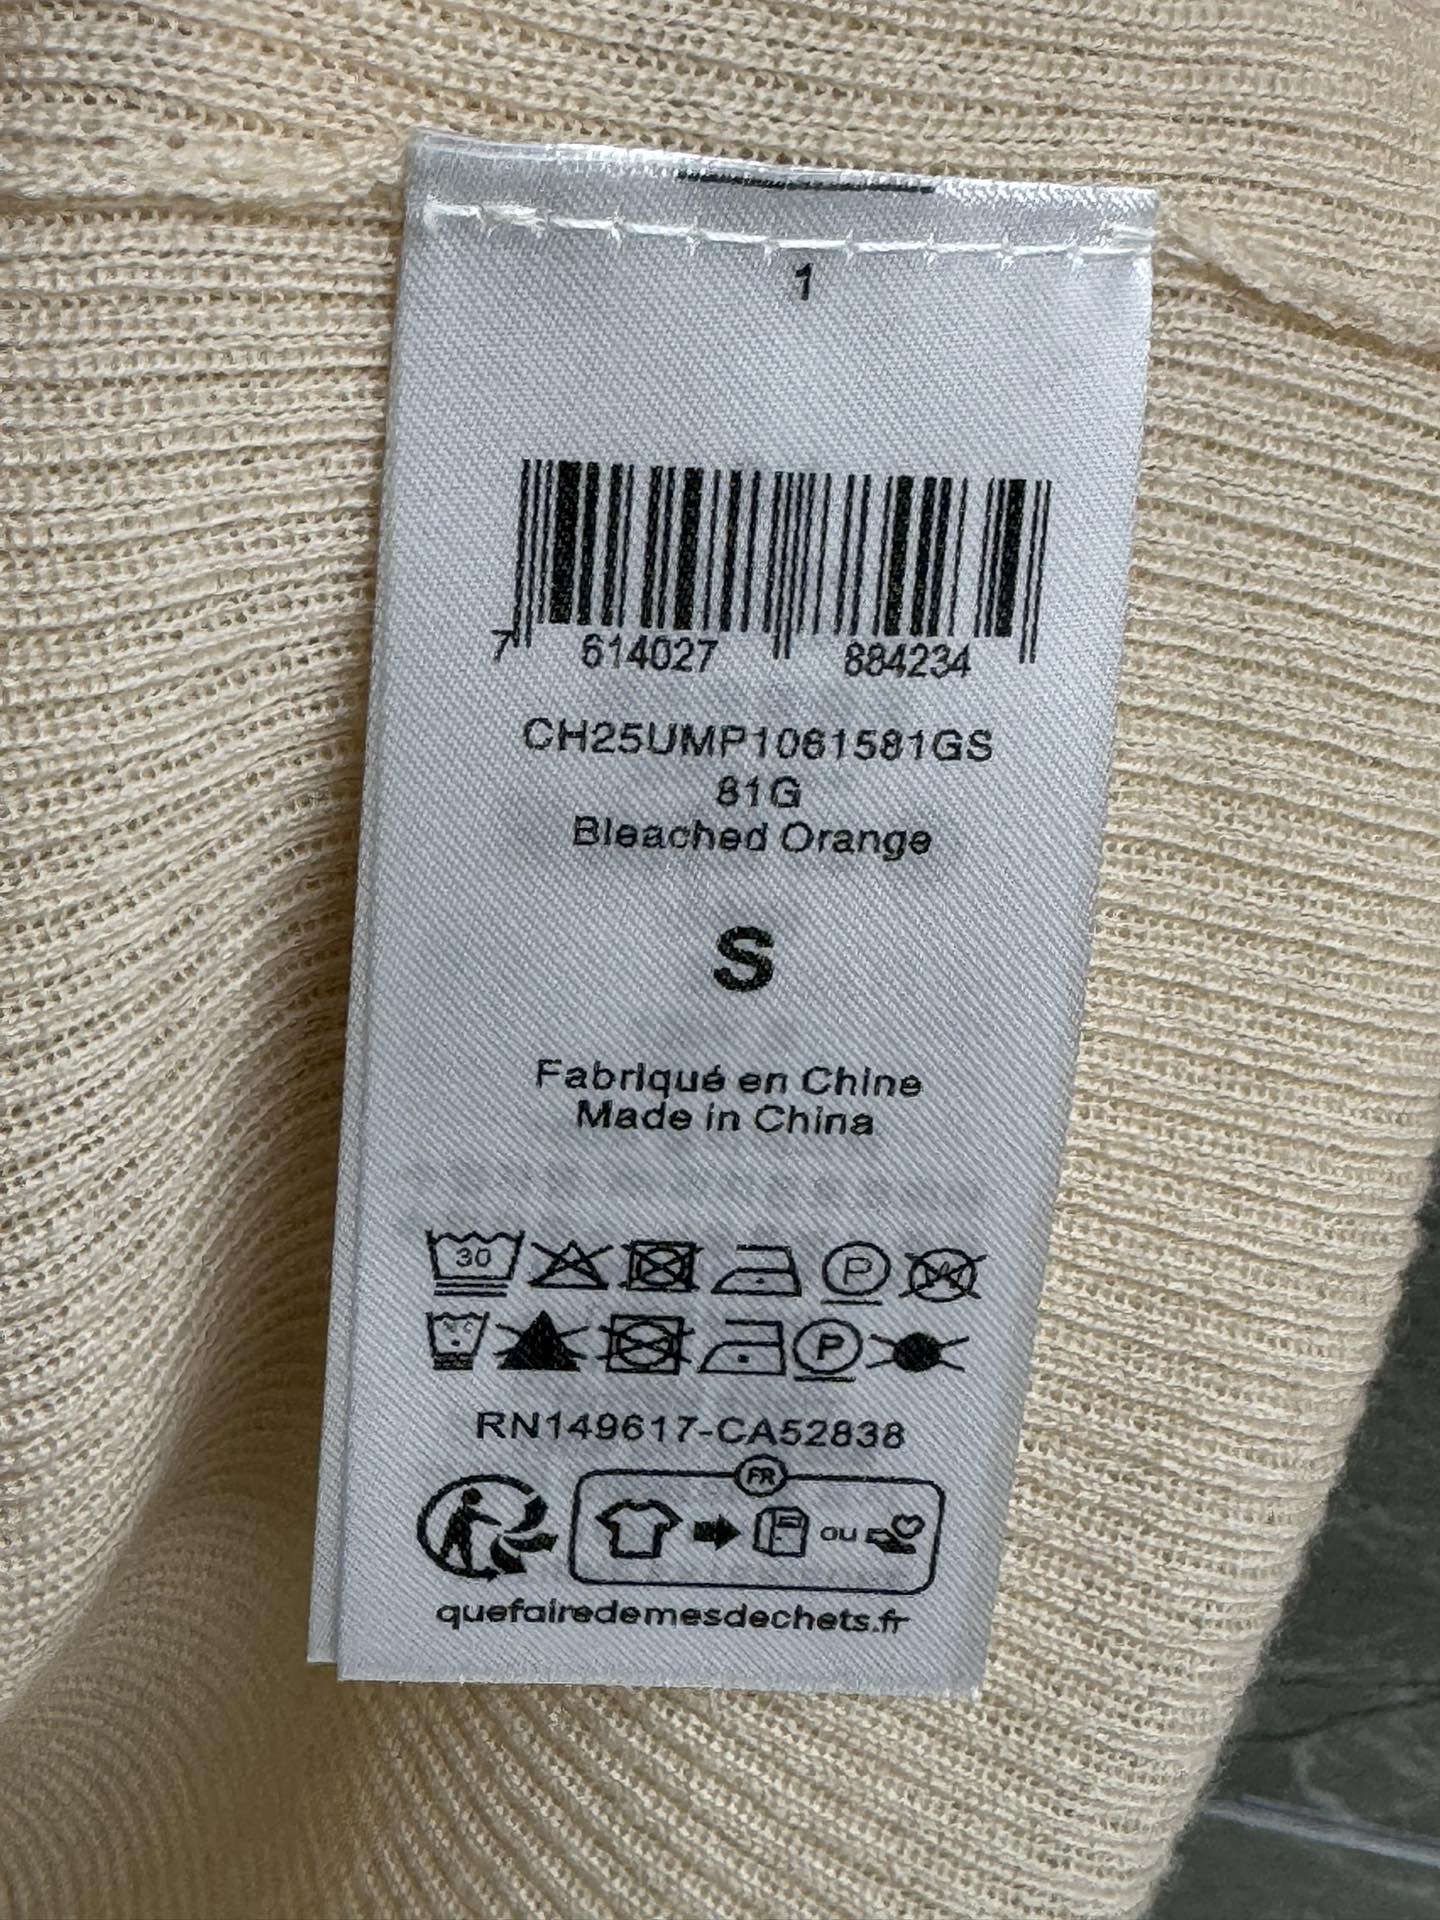 1
7 614027 884234
CH25UMP1061581GS
81G
Bleached Orange
S
Fabriqué en Chine
Made in China
30 P W
P
RN149617-CA52838
FR
ou
quefairedemesdechets.fr